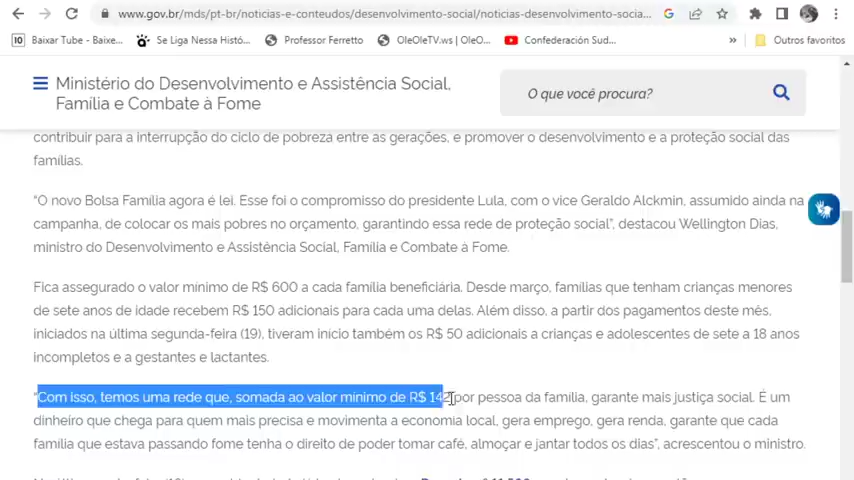 www.gov.br/mds/pt-br/noticias-e-conteudos/desenvolvimento-social/noticias-desenvolvimento-socia...
Baixar Tube - Baixe... Se Liga Nessa Histó... Professor Ferretto OleOleTV.ws | OleO... Confederación Sud... » Outros favoritos
Ministério do Desenvolvimento e Assistência Social,
Família e Combate à Fome
O que você procura?
contribuir para a interrupção do ciclo de pobreza entre as gerações, e promover o desenvolvimento e a proteção social das
famílias.
“O novo Bolsa Família agora é lei. Esse foi o compromisso do presidente Lula, com o vice Geraldo Alckmin, assumido ainda na
campanha, de colocar os mais pobres no orçamento, garantindo essa rede de proteção social”, destacou Wellington Dias,
ministro do Desenvolvimento e Assistência Social, Família e Combate à Fome.
Fica assegurado o valor mínimo de R$ 600 a cada família beneficiária. Desde março, famílias que tenham crianças menores
de sete anos de idade recebem R$ 150 adicionais para cada uma delas. Além disso, a partir dos pagamentos deste mês,
iniciados na última segunda-feira (19), tiveram início também os R$ 50 adicionais a crianças e adolescentes de sete a 18 anos
incompletos e a gestantes e lactantes.
“Com isso, temos uma rede que, somada ao valor mínimo de R$ 142 por pessoa da família, garante mais justiça social. É um
dinheiro que chega para quem mais precisa e movimenta a economia local, gera emprego, gera renda, garante que cada
família que estava passando fome tenha o direito de poder tomar café, almoçar e jantar todos os dias”, acrescentou o ministro.